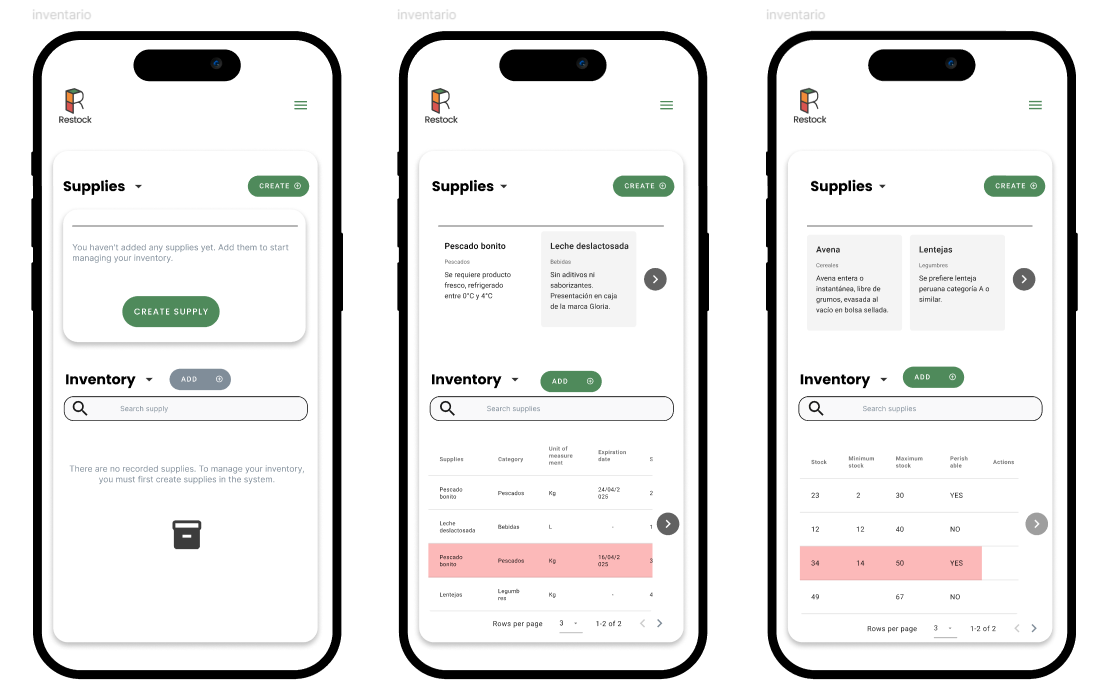 inventario
Restock
Supplies
CREATE
You haven't added any supplies yet. Add them to start
managing your inventory.
CREATE SUPPLY
Inventory
ADD
Search supply
There are no recorded supplies. To manage your inventory,
you must first create supplies in the system.
inventario
Restock
Supplies
CREATE
Pescado bonito
Pescados
Se requiere producto
fresco, refrigerado
entre 0°C y 4°C
Leche deslactosada
Bebidas
Sin aditivos ni
saborizantes.
Presentación en caja
de la marca Gloria.
Inventory
ADD
Search supplies
Supplies Category Unit of measure ment Expiration date S
Pescado bonito Pescados Kg 24/04/2 025 2
Leche deslactosada Bebidas L - 1
Pescado bonito Pescados Kg 16/04/2 025 3
Lentejas Legumb res Kg - 4
Rows per page 3 1-2 of 2
inventario
Restock
Supplies
CREATE
Avena
Cereales
Avena entera o
instantánea, libre de
grumos, evasada al
vacío en bolsa sellada.
Lentejas
Legumbres
Se prefiere lenteja
peruana categoría A o
similar.
Inventory
ADD
Search supplies
Stock Minimum stock Maximum stock Perish able Actions
23 2 30 YES
12 12 40 NO
34 14 50 YES
49 67 NO
Rows per page 3 1-2 of 2